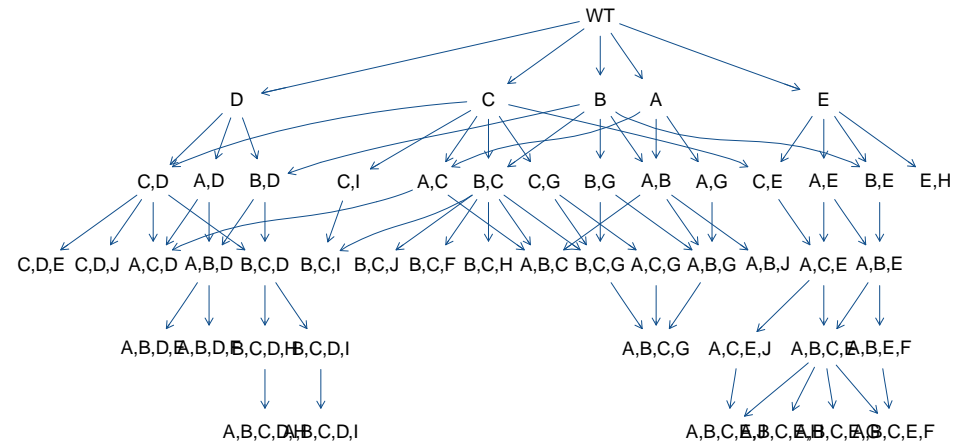 WT
D C B A E
C,D A,D B,D C,I A,C B,C C,G B,G A,B A,G C,E A,E B,E E,H
C,D,E C,D,J A,C,D A,B,D B,C,D B,C,I B,C,J B,C,F B,C,H A,B,C B,C,G A,C,G A,B,G A,B,J A,C,E A,B,E
A,B,D,E A,B,D,F B,C,D,H B,C,D,I A,B,C,G A,C,E,J A,B,C,E A,B,E,F
A,B,C,D,H A,B,C,D,I A,B,C,E,J A,B,C,E,H A,B,C,E,G A,B,C,E,F